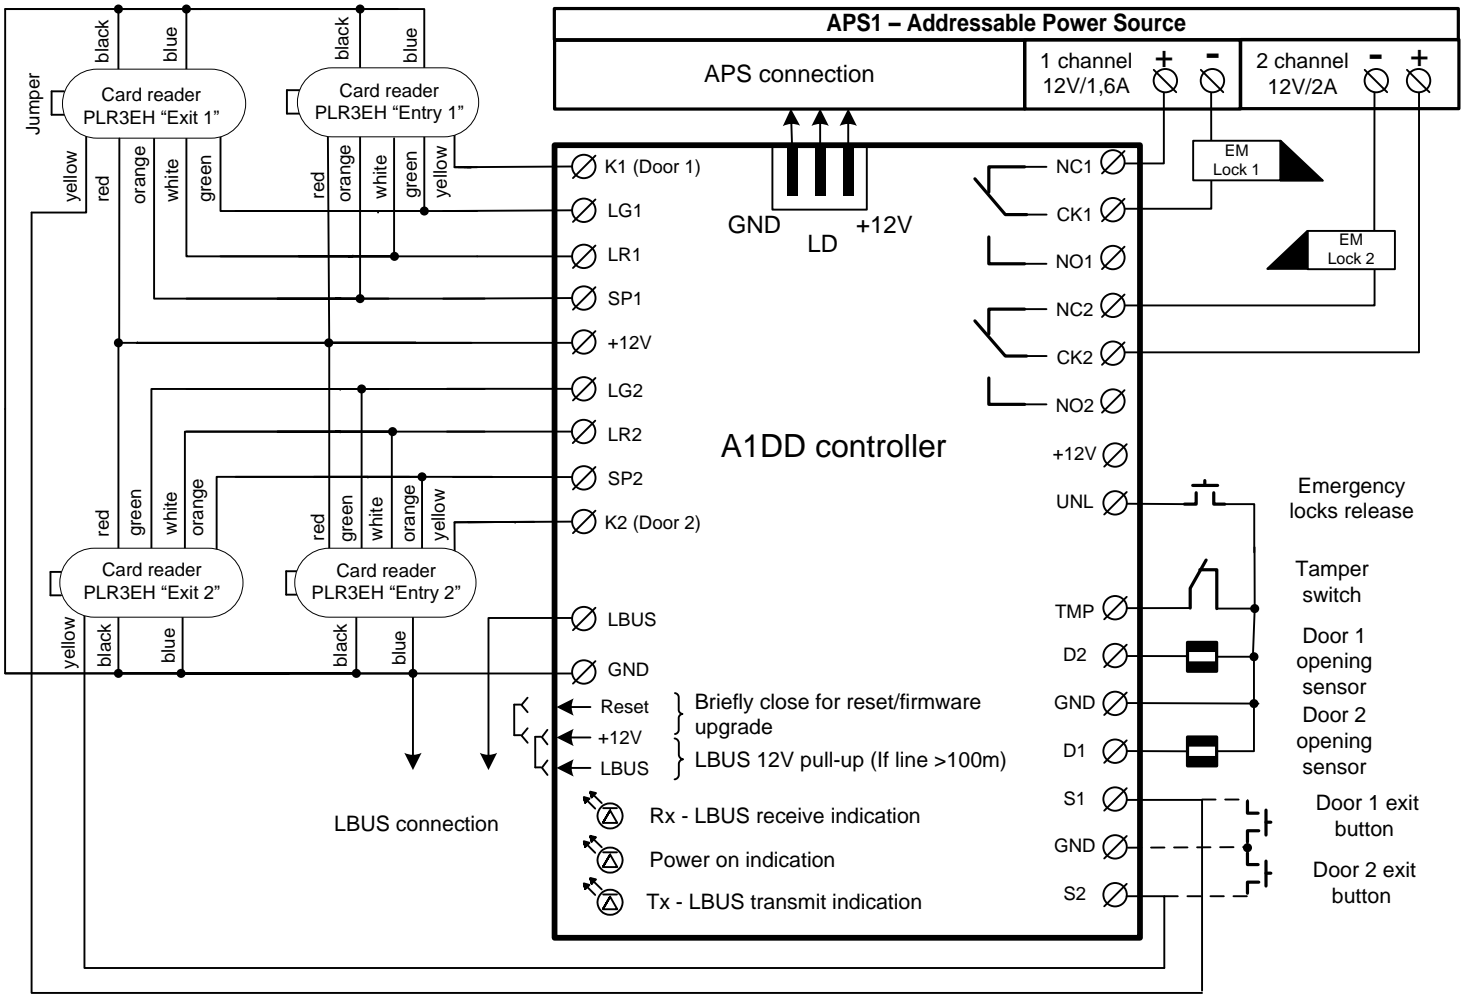 APS1 – Addressable Power Source
APS connection
1 channel
12V/1,6A
+
-
2 channel
12V/2A
-
+
black
blue
black
blue
Jumper
Card reader
PLR3EH “Exit 1”
Card reader
PLR3EH “Entry 1”
yellow
red
orange
white
green
red
orange
white
green
yellow
K1 (Door 1)
LG1
LR1
SP1
+12V
LG2
LR2
SP2
K2 (Door 2)
LBUS
GND
GND
LD
+12V
NC1
CK1
NO1
NC2
CK2
NO2
+12V
UNL
TMP
D2
GND
D1
S1
GND
S2
EM
Lock 1
EM
Lock 2
A1DD controller
red
green
white
orange
red
green
white
orange
yellow
Card reader
PLR3EH “Exit 2”
Card reader
PLR3EH “Entry 2”
yellow
black
blue
black
blue
Reset
+12V
LBUS
Briefly close for reset/firmware
upgrade
LBUS 12V pull-up (If line >100m)
LBUS connection
Rx - LBUS receive indication
Power on indication
Tx - LBUS transmit indication
Emergency
locks release
Tamper
switch
Door 1
opening
sensor
Door 2
opening
sensor
Door 1 exit
button
Door 2 exit
button